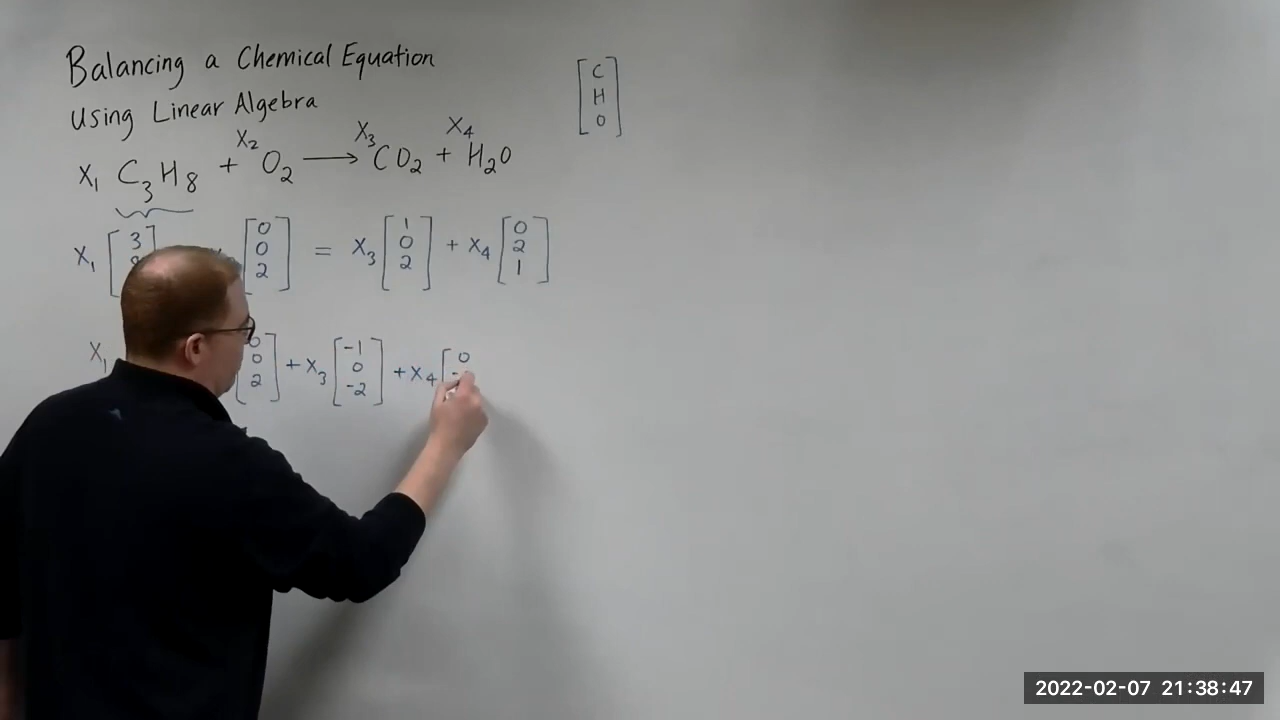 Balancing a Chemical Equation
using Linear Algebra
[C H O]
X₁ C₃H₈ + X₂ O₂ ⟶ X₃ CO₂ + X₄ H₂O
X₁ [3 [0 0 2] = X₃ [1 0 2] + X₄ [0 2 1]
X₁ [0 0 2] + X₃ [-1 0 -2] + X₄ [0 -
2022-02-07 21:38:47